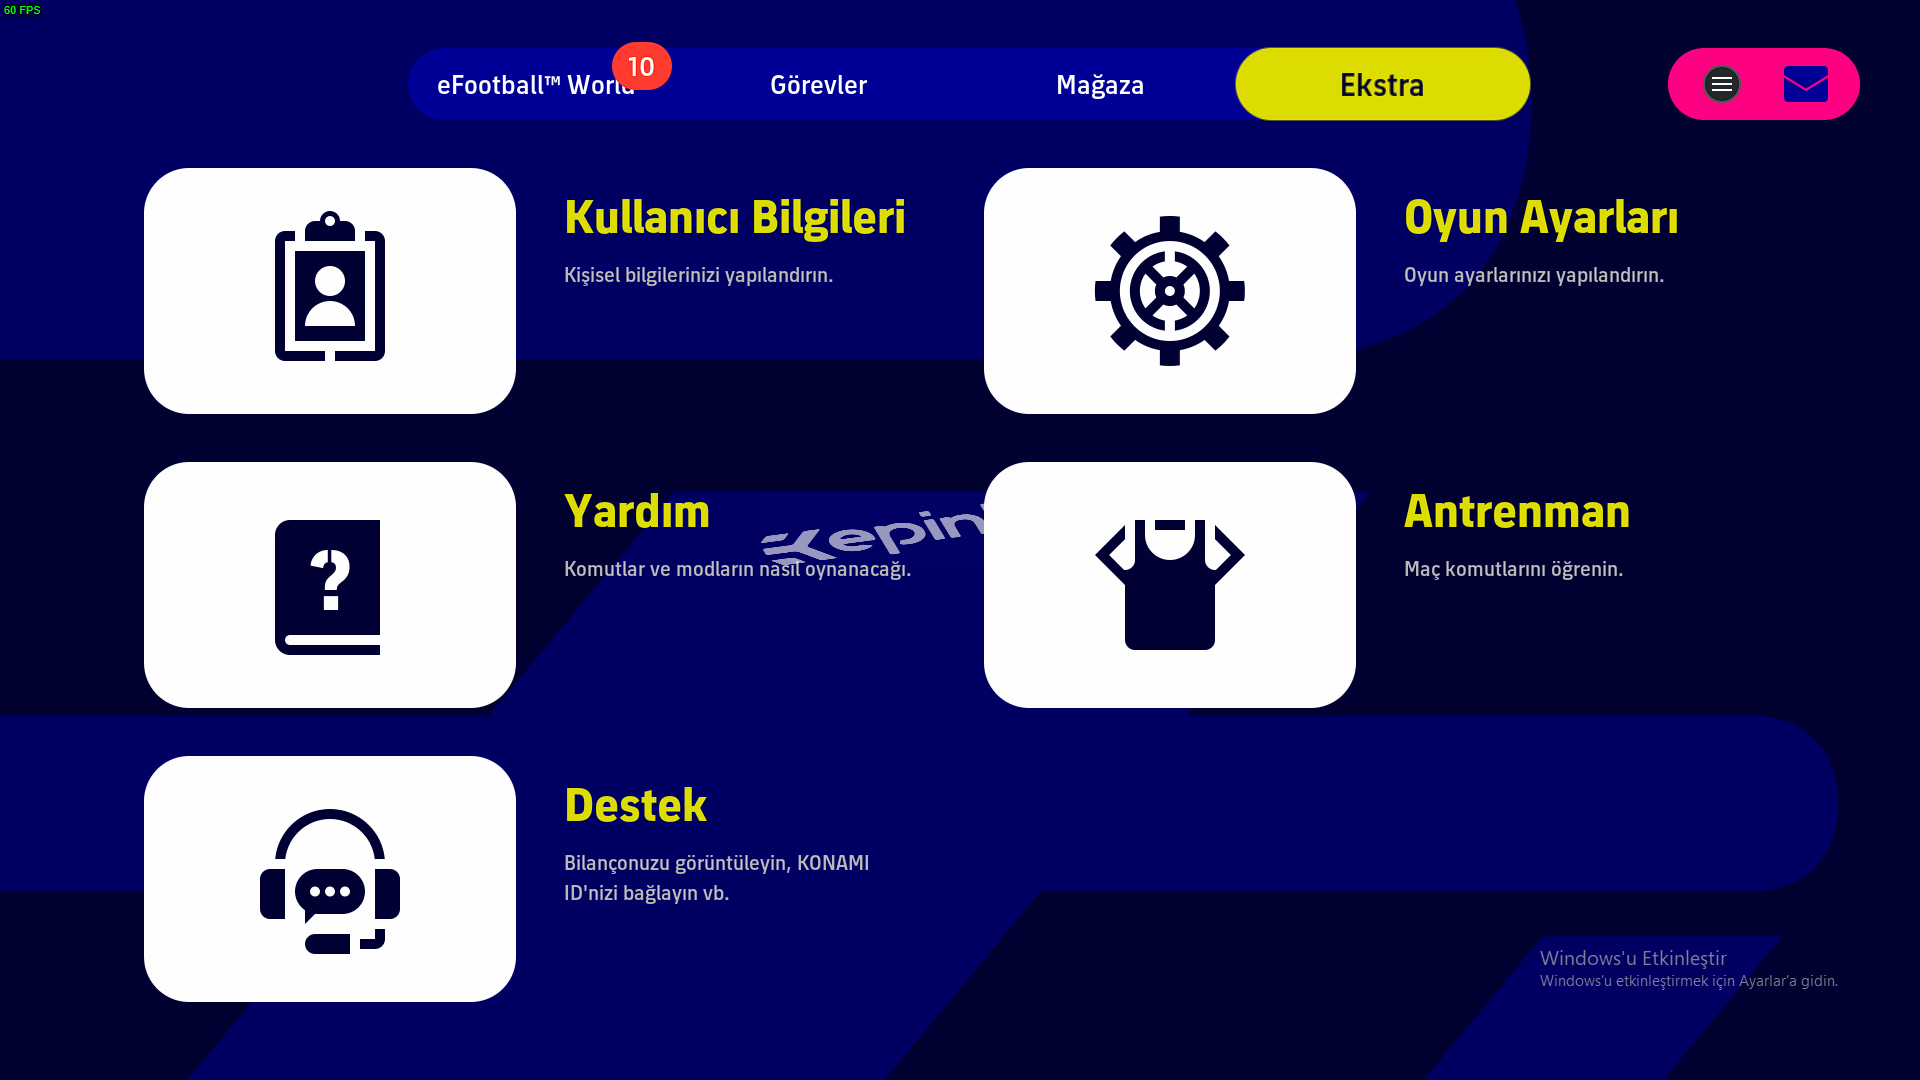 60 FPS
eFootball™ World
10
Görevler
Mağaza
Ekstra
Kullanıcı Bilgileri
Kişisel bilgilerinizi yapılandırın.
Oyun Ayarları
Oyun ayarlarınızı yapılandırın.
Yardım
Komutlar ve modların nasıl oynanacağı.
Kepin
Antrenman
Maç komutlarını öğrenin.
Destek
Bilançonuzu görüntüleyin, KONAMI
ID'nizi bağlayın vb.
Windows'u Etkinleştir
Windows'u etkinleştirmek için Ayarlar'a gidin.